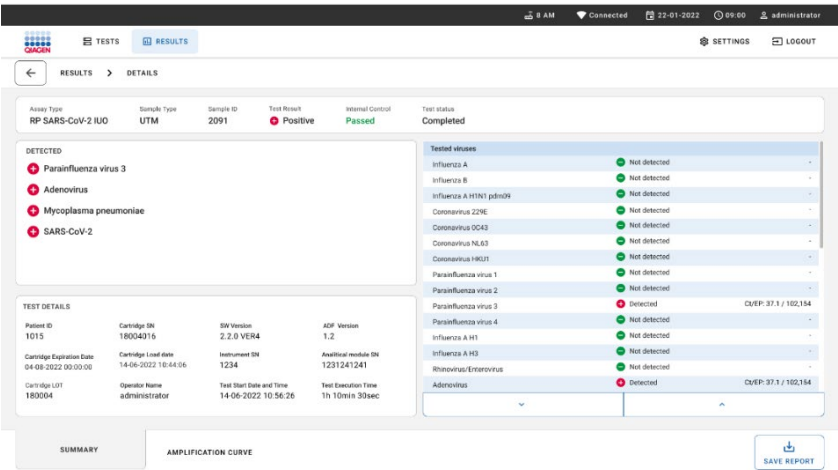 8 AM Connected 22-01-2022 09:00 administrator
QIAGEN TESTS RESULTS SETTINGS LOGOUT
RESULTS > DETAILS
Assay Type Sample Type Sample ID Test Result Internal Control Test status
RP SARS-CoV-2 IUO UTM 2091 Positive Passed Completed
DETECTED
Parainfluenza virus 3
Adenovirus
Mycoplasma pneumoniae
SARS-CoV-2
TEST DETAILS
Patient ID Cartridge SN SW Version ADF Version
1015 18004016 2.2.0 VER4 1.2
Cartridge Expiration Date Cartridge Load date Instrument SN Analitical module SN
04-08-2022 00:00:00 14-06-2022 10:44:06 1234 1231241241
Cartridge LOT Operator Name Test Start Date and Time Test Execution Time
180004 administrator 14-06-2022 10:56:26 1h 10min 30sec
Tested viruses
Influenza A Not detected -
Influenza B Not detected -
Influenza A H1N1 pdm09 Not detected -
Coronavirus 229E Not detected -
Coronavirus OC43 Not detected -
Coronavirus NL63 Not detected -
Coronavirus HKU1 Not detected -
Parainfluenza virus 1 Not detected -
Parainfluenza virus 2 Not detected -
Parainfluenza virus 3 Detected Ct/EP: 37.1 / 102,154
Parainfluenza virus 4 Not detected -
Influenza A H1 Not detected -
Influenza A H3 Not detected -
Rhinovirus/Enterovirus Not detected -
Adenovirus Detected Ct/EP: 37.1 / 102,154
SUMMARY AMPLIFICATION CURVE SAVE REPORT